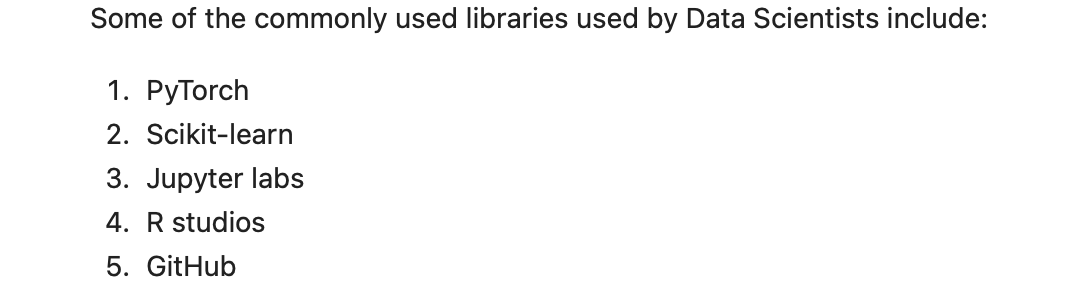 Some of the commonly used libraries used by Data Scientists include:
1. PyTorch
2. Scikit-learn
3. Jupyter labs
4. R studios
5. GitHub